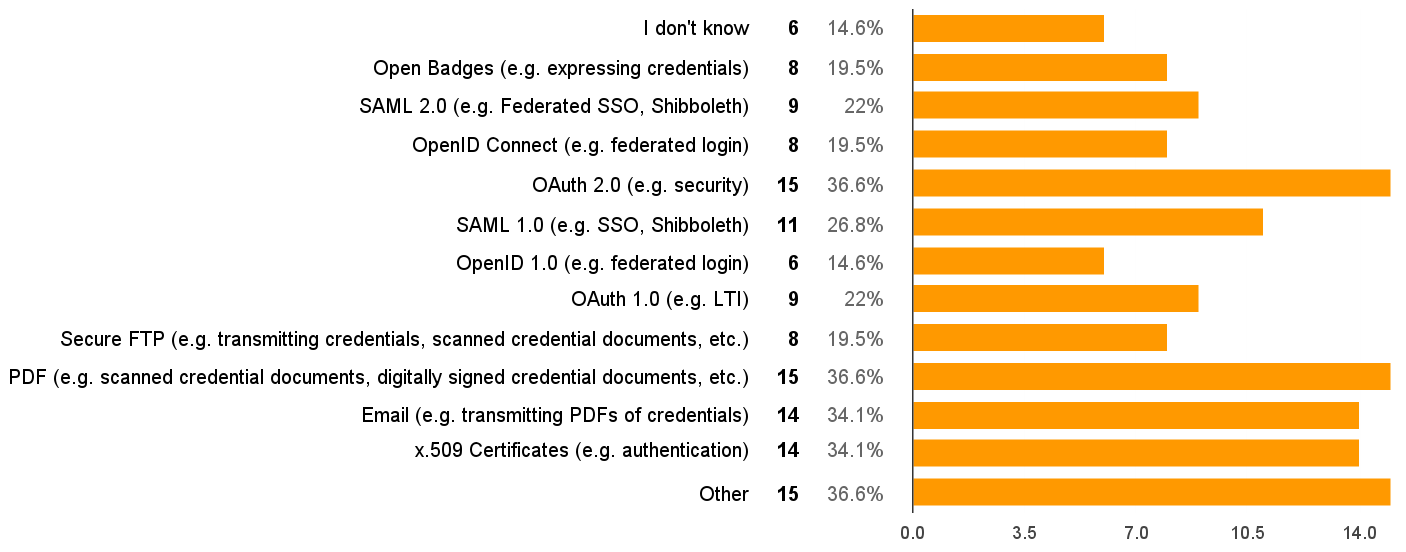 I don't know 6 14.6%
Open Badges (e.g. expressing credentials) 8 19.5%
SAML 2.0 (e.g. Federated SSO, Shibboleth) 9 22%
OpenID Connect (e.g. federated login) 8 19.5%
OAuth 2.0 (e.g. security) 15 36.6%
SAML 1.0 (e.g. SSO, Shibboleth) 11 26.8%
OpenID 1.0 (e.g. federated login) 6 14.6%
OAuth 1.0 (e.g. LTI) 9 22%
Secure FTP (e.g. transmitting credentials, scanned credential documents, etc.) 8 19.5%
PDF (e.g. scanned credential documents, digitally signed credential documents, etc.) 15 36.6%
Email (e.g. transmitting PDFs of credentials) 14 34.1%
x.509 Certificates (e.g. authentication) 14 34.1%
Other 15 36.6%
0.0 3.5 7.0 10.5 14.0